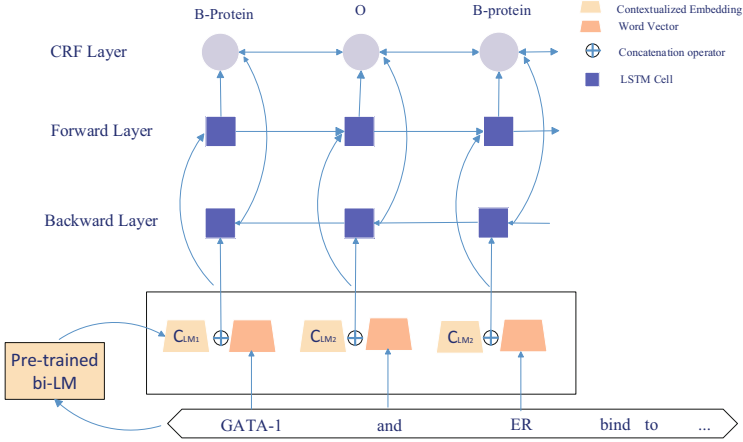 B-Protein O B-protein
Contextualized Embedding
Word Vector
Concatenation operator
LSTM Cell
CRF Layer
Forward Layer
Backward Layer
CLM1 CLM2 CLM2
Pre-trained
bi-LM
GATA-1 and ER bind to ...